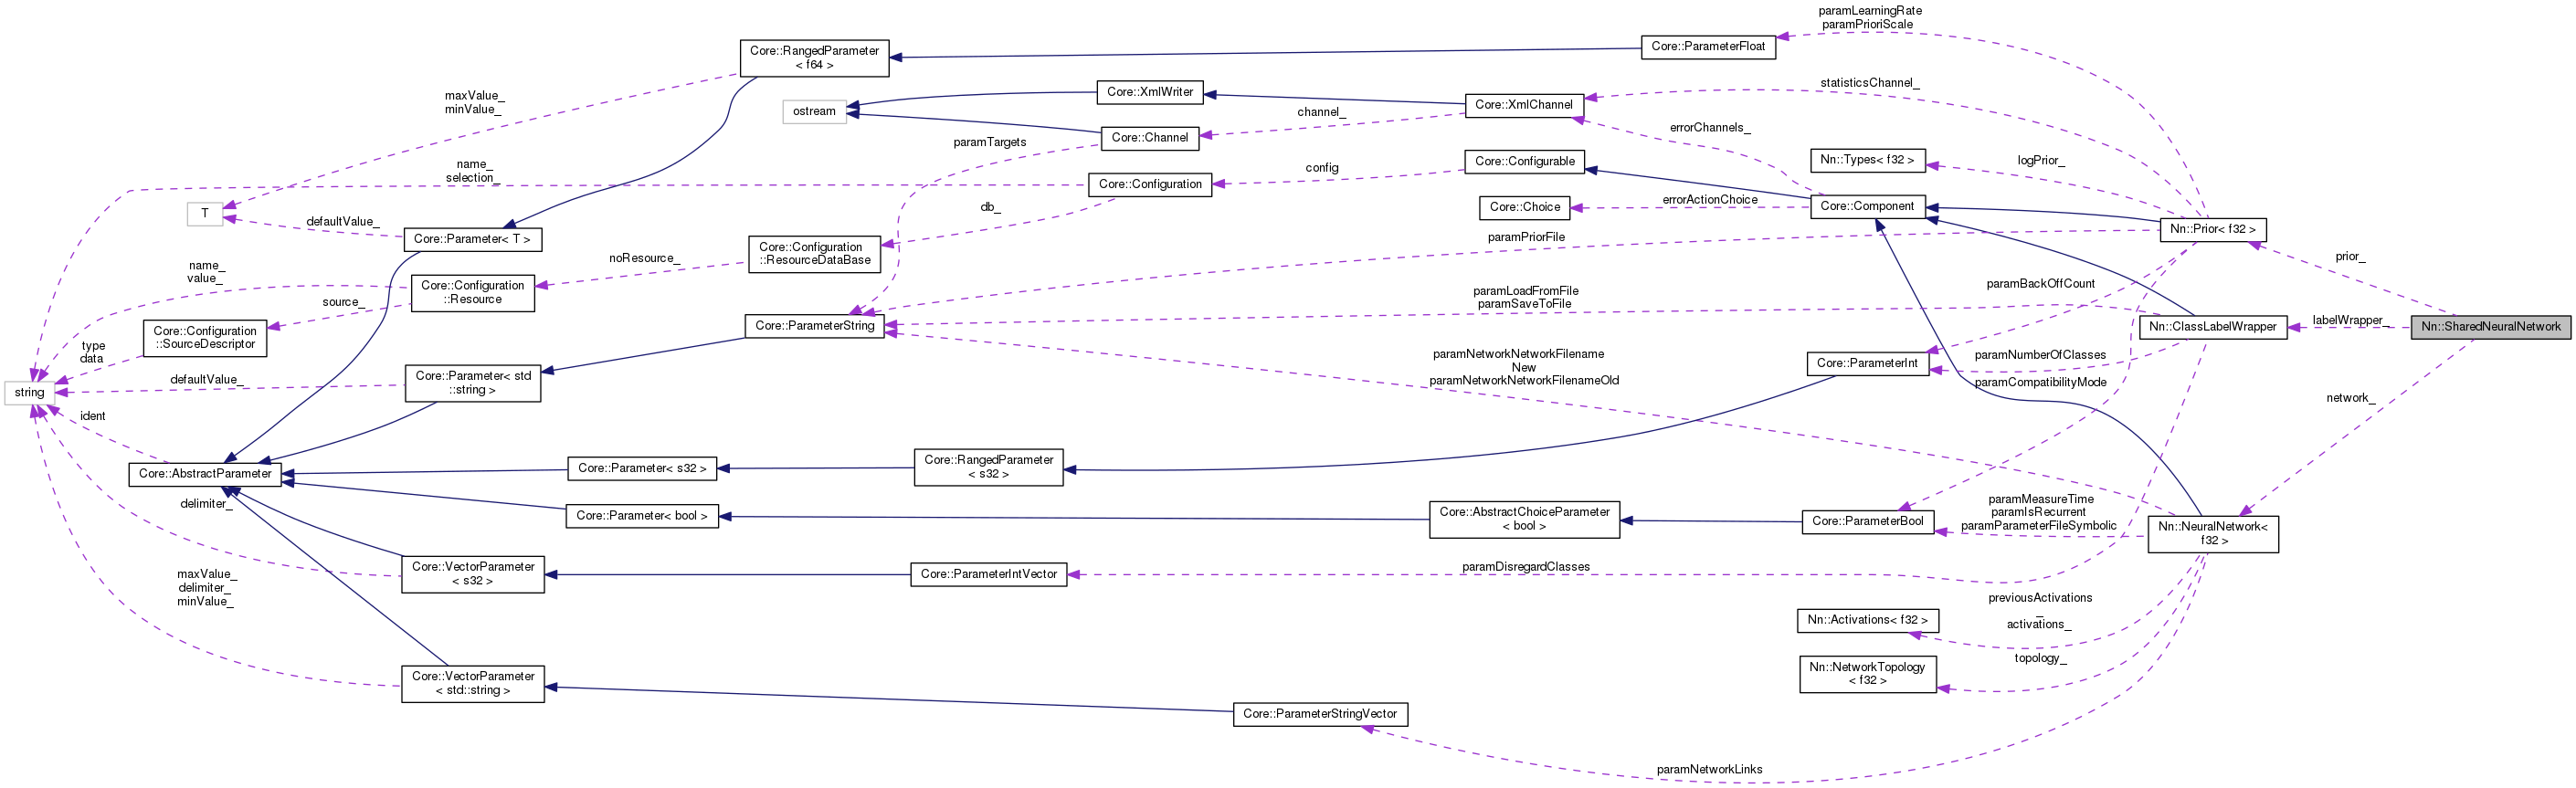 paramLearningRate
paramPrioriScale
Core::RangedParameter
< f64 >
Core::ParameterFloat
maxValue_
minValue_
ostream
Core::XmlWriter
Core::XmlChannel
statisticsChannel_
channel_
Core::Channel
errorChannels_
paramTargets
name_
selection_
Core::Configuration
config
Core::Configurable
Nn::Types< f32 >
logPrior_
T
defaultValue_
db_
Core::Choice
errorActionChoice
Core::Component
Core::Parameter< T >
Core::Configuration
::ResourceDataBase
paramPriorFile
Nn::Prior< f32 >
prior_
noResource_
name_
value_
Core::Configuration
::Resource
source_
paramBackOffCount
paramLoadFromFile
paramSaveToFile
Core::Configuration
::SourceDescriptor
Core::ParameterString
Nn::ClassLabelWrapper
labelWrapper_
Nn::SharedNeuralNetwork
type
data
paramNetworkNetworkFilename
New
paramNetworkNetworkFilenameOld
Core::ParameterInt
paramNumberOfClasses
paramCompatibilityMode
string
defaultValue_
Core::Parameter< std
::string >
network_
ident
Core::AbstractParameter
Core::Parameter< s32 >
Core::RangedParameter
< s32 >
delimiter_
Core::Parameter< bool >
Core::AbstractChoiceParameter
< bool >
Core::ParameterBool
paramMeasureTime
paramIsRecurrent
paramParameterFileSymbolic
Nn::NeuralNetwork<
f32 >
maxValue_
delimiter_
minValue_
Core::VectorParameter
< s32 >
Core::ParameterIntVector
paramDisregardClasses
Nn::Activations< f32 >
previousActivations
_
activations_
Nn::NetworkTopology
< f32 >
topology_
Core::VectorParameter
< std::string >
Core::ParameterStringVector
paramNetworkLinks